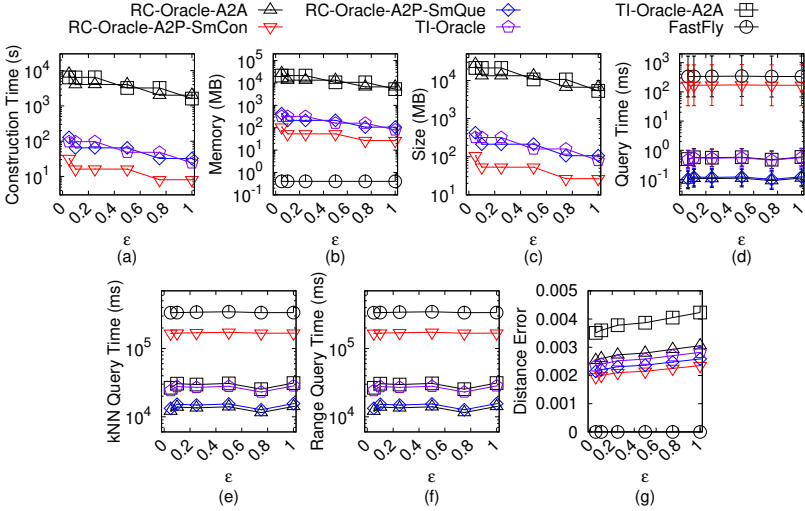 RC-Oracle-A2A RC-Oracle-A2P-SmQue TI-Oracle-A2A
RC-Oracle-A2P-SmCon TI-Oracle FastFly
Construction Time (s)
10^4
10^3
10^2
10^1
0 0.2 0.4 0.6 0.8 1
ε
(a)
Memory (MB)
10^5
10^4
10^3
10^2
10^1
10^0
10^-1
0 0.2 0.4 0.6 0.8 1
ε
(b)
Size (MB)
10^4
10^3
10^2
10^1
0 0.2 0.4 0.6 0.8 1
ε
(c)
Query Time (ms)
10^3
10^2
10^1
10^0
10^-1
0 0.2 0.4 0.6 0.8 1
ε
(d)
kNN Query Time (ms)
10^5
10^4
0 0.2 0.4 0.6 0.8 1
ε
(e)
Range Query Time (ms)
10^5
10^4
0 0.2 0.4 0.6 0.8 1
ε
(f)
Distance Error
0.005
0.004
0.003
0.002
0.001
0
0 0.2 0.4 0.6 0.8 1
ε
(g)